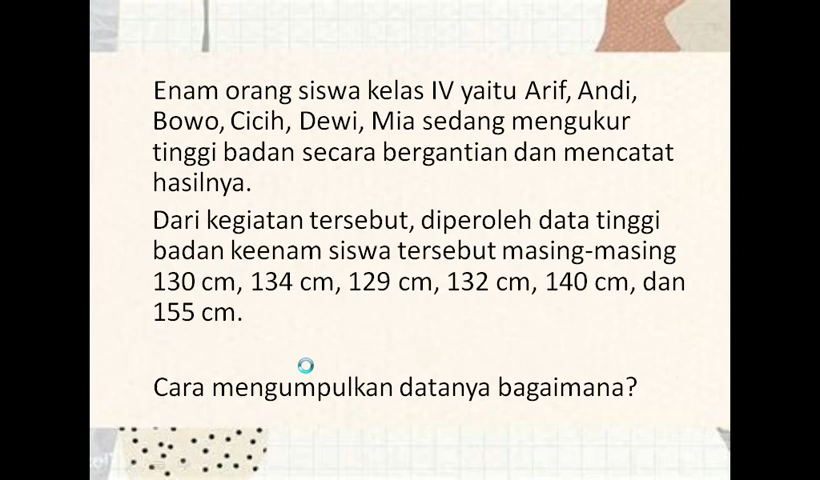 Enam orang siswa kelas IV yaitu Arif, Andi,
Bowo, Cicih, Dewi, Mia sedang mengukur
tinggi badan secara bergantian dan mencatat
hasilnya.
Dari kegiatan tersebut, diperoleh data tinggi
badan keenam siswa tersebut masing-masing
130 cm, 134 cm, 129 cm, 132 cm, 140 cm, dan
155 cm.
Cara mengumpulkan datanya bagaimana?